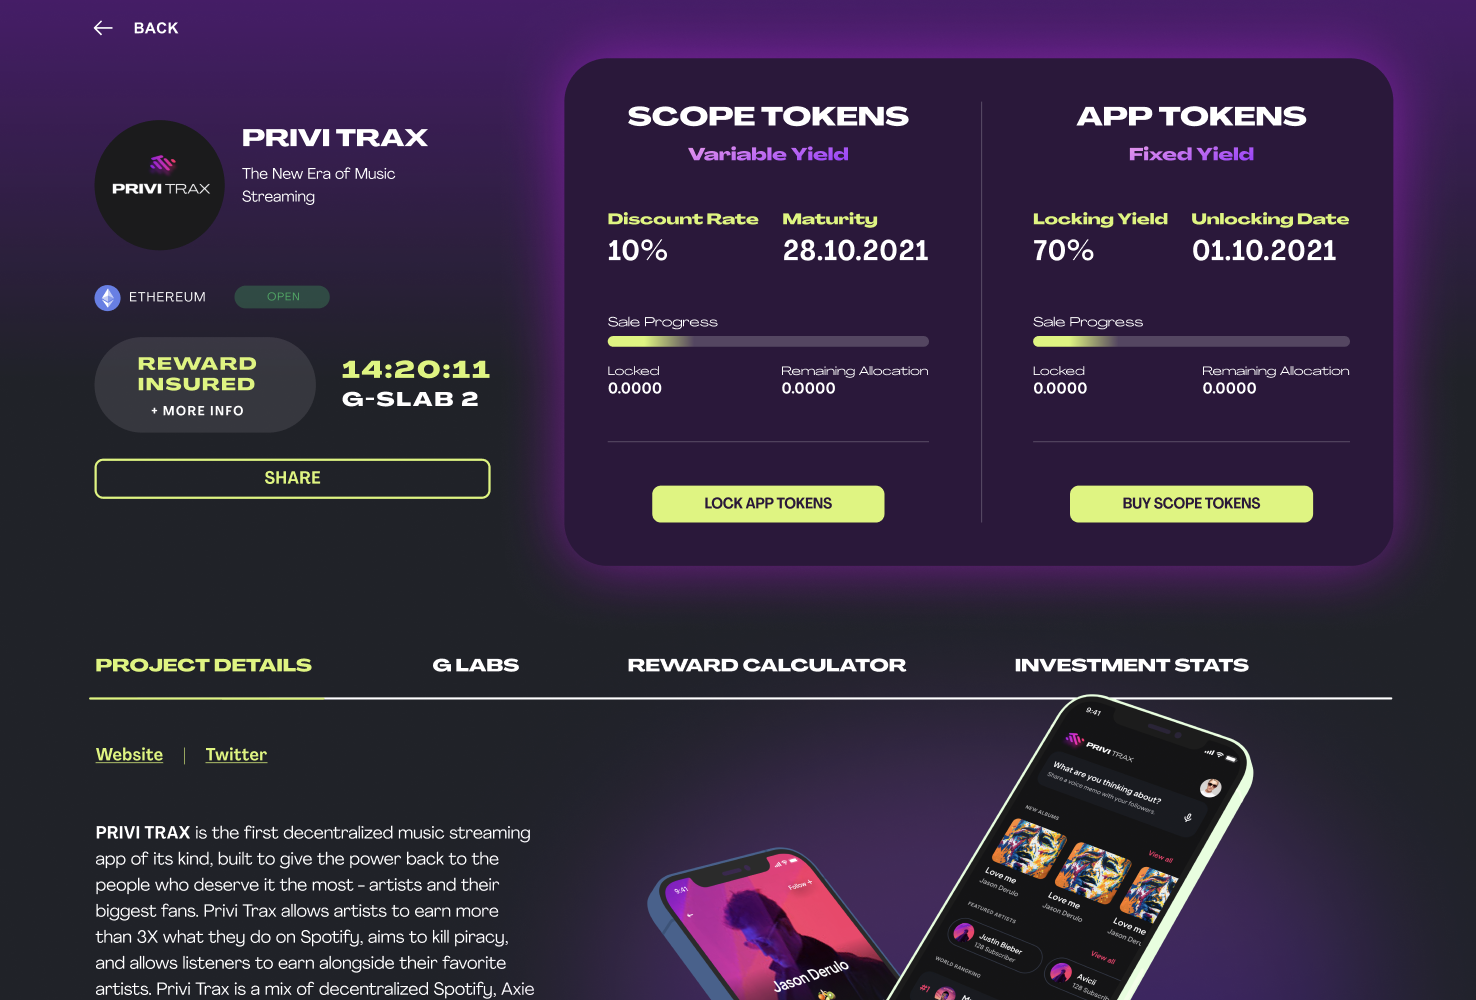 BACK
PRIVI TRAX
The New Era of Music
Streaming
PRIVI TRAX
ETHEREUM
OPEN
REWARD
INSURED
+ MORE INFO
14:20:11
G-SLAB 2
SHARE
SCOPE TOKENS
Variable Yield
Discount Rate
Maturity
10%
28.10.2021
Sale Progress
Locked
Remaining Allocation
0.0000
0.0000
LOCK APP TOKENS
APP TOKENS
Fixed Yield
Locking Yield
Unlocking Date
70%
01.10.2021
Sale Progress
Locked
Remaining Allocation
0.0000
0.0000
BUY SCOPE TOKENS
PROJECT DETAILS
G LABS
REWARD CALCULATOR
INVESTMENT STATS
Website | Twitter
PRIVI TRAX is the first decentralized music streaming
app of its kind, built to give the power back to the
people who deserve it the most - artists and their
biggest fans. Privi Trax allows artists to earn more
than 3X what they do on Spotify, aims to kill piracy,
and allows listeners to earn alongside their favorite
artists. Privi Trax is a mix of decentralized Spotify, Axie
9:41
Follow +
Jason Derulo
9:41
PRIVI TRAX
What are you thinking about?
Share a voice memo with your followers.
NEW ALBUMS
View all
Love me
Jason Derulo
Love me
Jason Derulo
Love me
Jason
FEATURED ARTISTS
View all
Justin Bieber
128 Subscriber
Avicii
128
WORLD RANGKING
#1